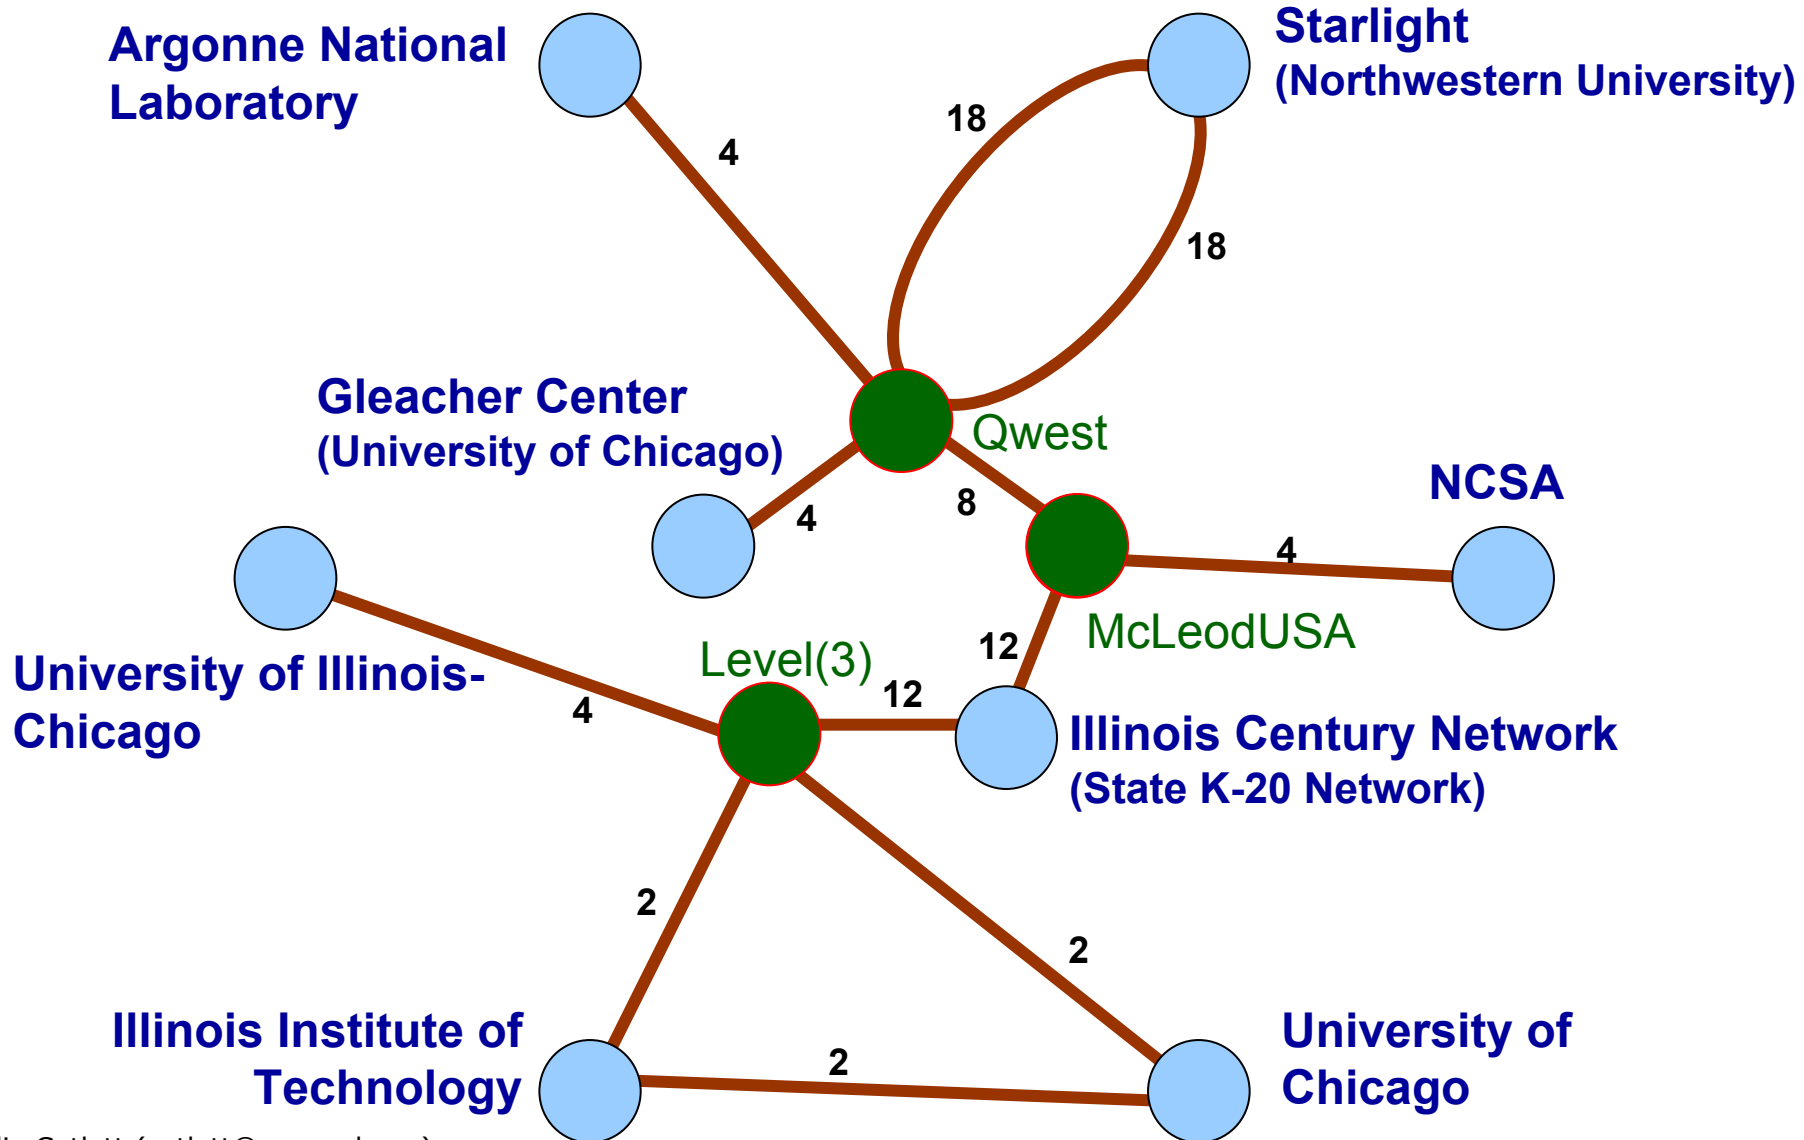 Argonne National
Laboratory
Starlight
(Northwestern University)
18
4
18
Gleacher Center
(University of Chicago)
Qwest
NCSA
8
4
4
McLeodUSA
12
Level(3)
University of Illinois-
Chicago
12
4
Illinois Century Network
(State K-20 Network)
2
2
Illinois Institute of
Technology
2
University of
Chicago